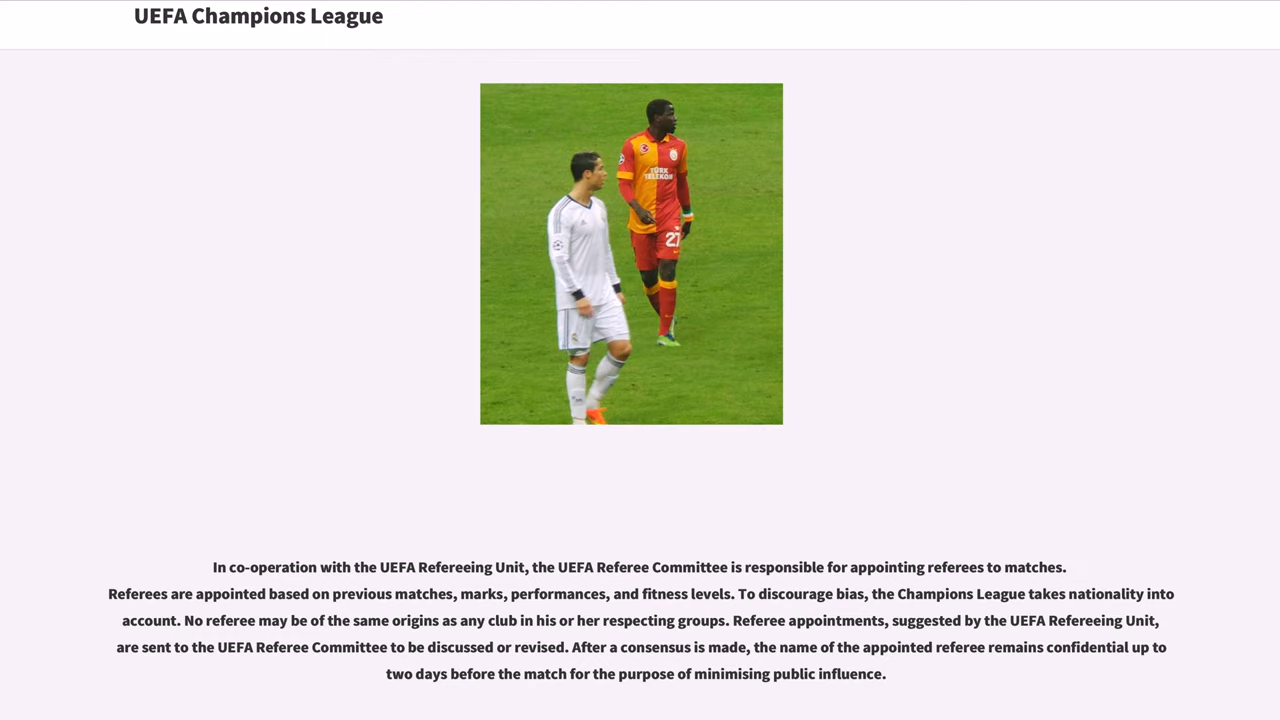 UEFA Champions League
TÜRK
TELEKOM
27
In co-operation with the UEFA Refereeing Unit, the UEFA Referee Committee is responsible for appointing referees to matches.
Referees are appointed based on previous matches, marks, performances, and fitness levels. To discourage bias, the Champions League takes nationality into
account. No referee may be of the same origins as any club in his or her respecting groups. Referee appointments, suggested by the UEFA Refereeing Unit,
are sent to the UEFA Referee Committee to be discussed or revised. After a consensus is made, the name of the appointed referee remains confidential up to
two days before the match for the purpose of minimising public influence.